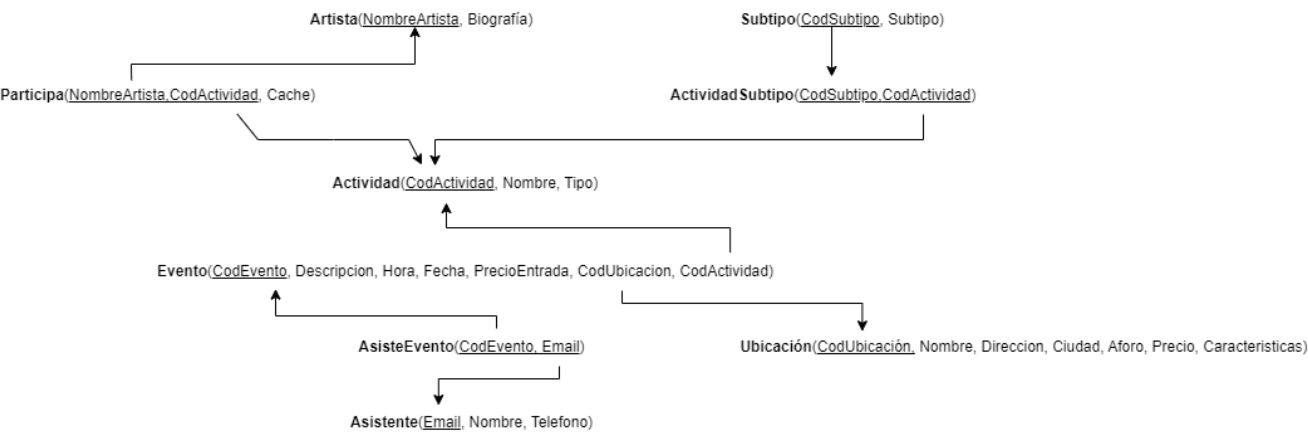 Artista(NombreArtista, Biografía)
Subtipo(CodSubtipo, Subtipo)
Participa(NombreArtista,CodActividad, Cache)
ActividadSubtipo(CodSubtipo,CodActividad)
Actividad(CodActividad, Nombre, Tipo)
Evento(CodEvento, Descripcion, Hora, Fecha, PrecioEntrada, CodUbicacion, CodActividad)
AsisteEvento(CodEvento, Email)
Ubicación(CodUbicación, Nombre, Direccion, Ciudad, Aforo, Precio, Caracteristicas)
Asistente(Email, Nombre, Telefono)